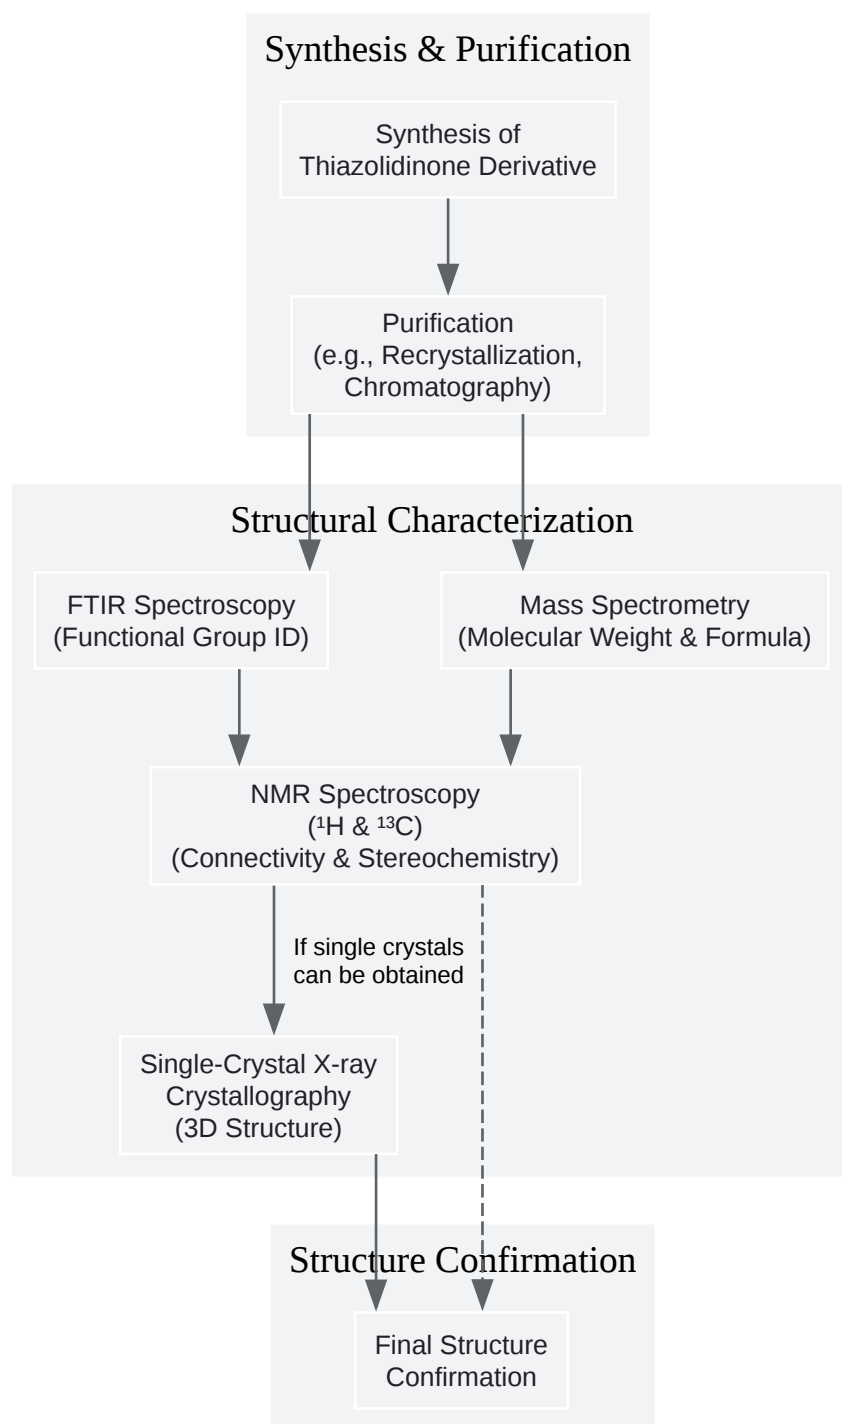 Synthesis & Purification
Synthesis of
Thiazolidinone Derivative
Purification
(e.g., Recrystallization,
Chromatography)
Structural Characterization
FTIR Spectroscopy
(Functional Group ID)
Mass Spectrometry
(Molecular Weight & Formula)
NMR Spectroscopy
(¹H & ¹³C)
(Connectivity & Stereochemistry)
If single crystals
can be obtained
Single-Crystal X-ray
Crystallography
(3D Structure)
Structure Confirmation
Final Structure
Confirmation